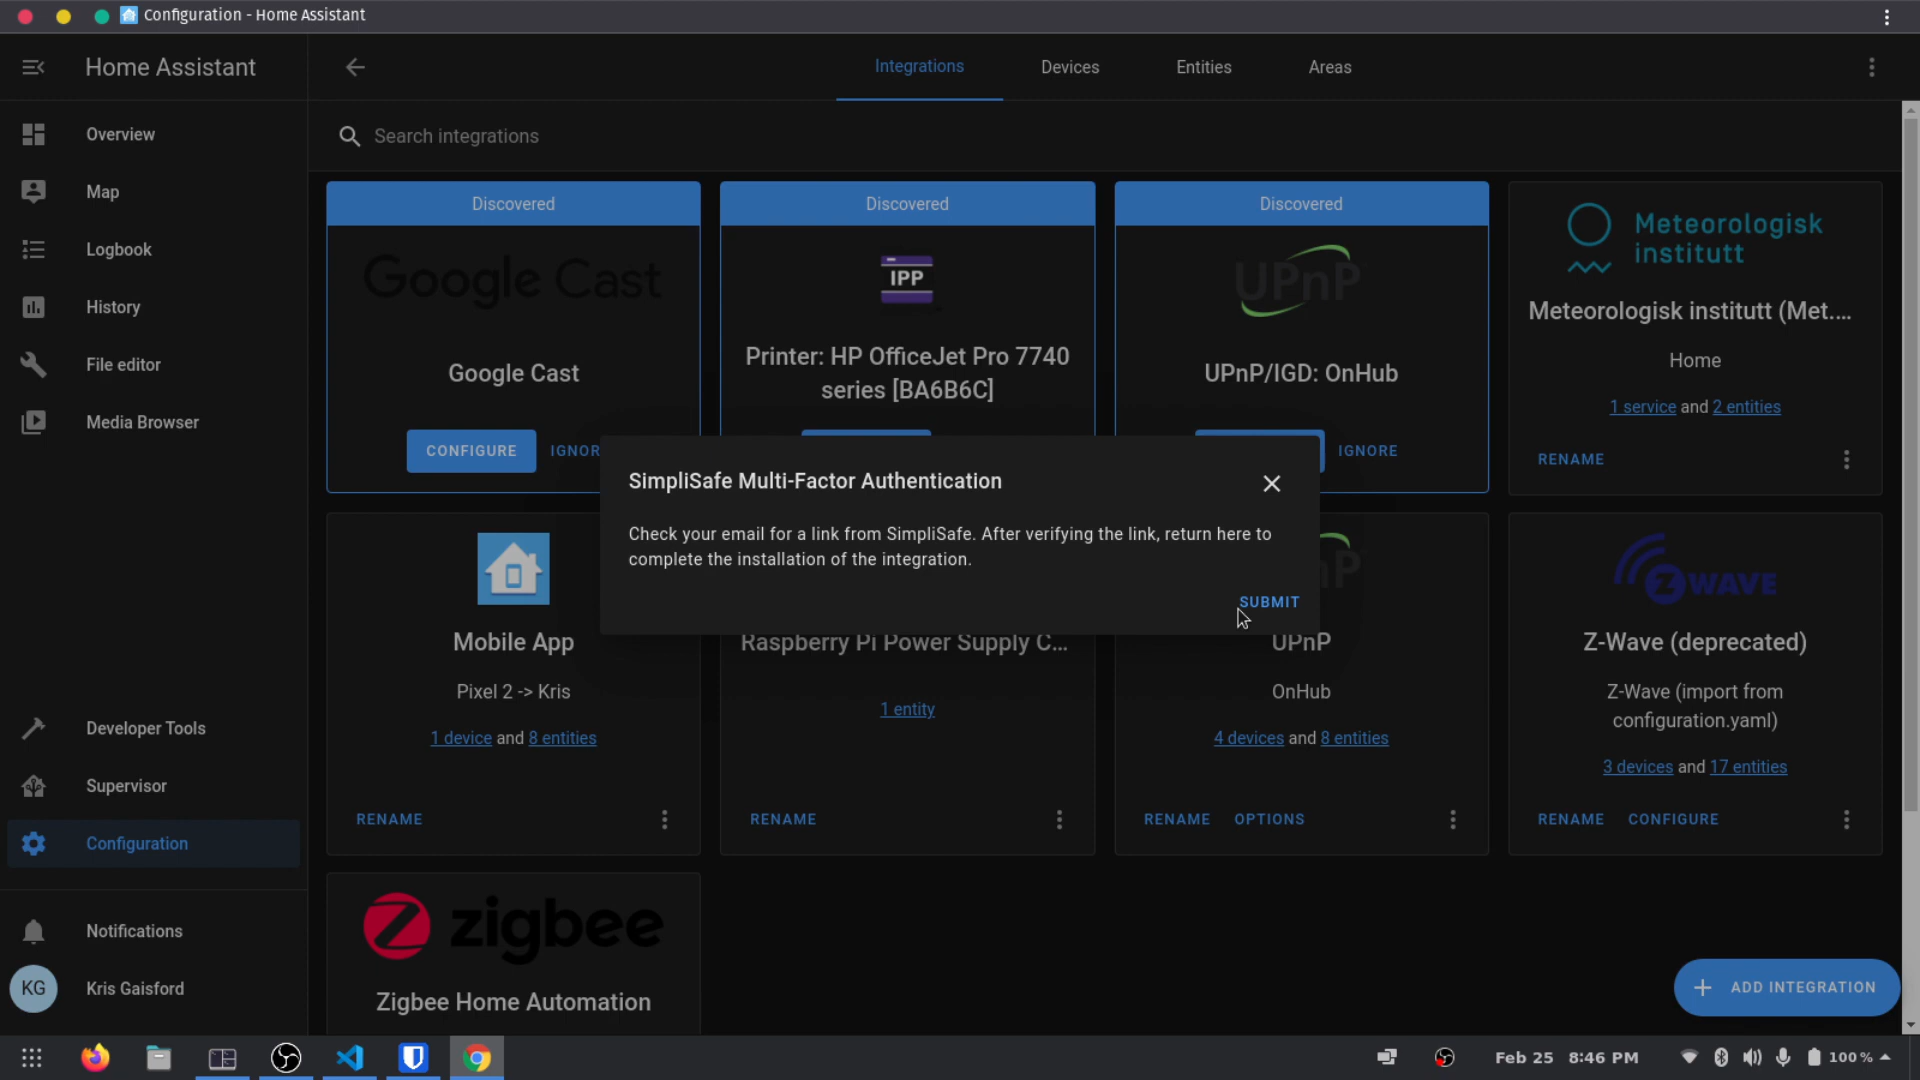 Configuration - Home Assistant
Home Assistant
Integrations
Devices
Entities
Areas
Overview
Map
Logbook
History
File editor
Media Browser
Developer Tools
Supervisor
Configuration
Notifications
KG
Kris Gaisford
Search integrations
Discovered
Google Cast
Google Cast
CONFIGURE
IGNOR
Discovered
IPP
Printer: HP OfficeJet Pro 7740
series [BA6B6C]
Discovered
UPnP
UPnP/IGD: OnHub
IGNORE
Meteorologisk
institutt
Meteorologisk institutt (Met....
Home
1 service and 2 entities
RENAME
SimpliSafe Multi-Factor Authentication
Check your email for a link from SimpliSafe. After verifying the link, return here to
complete the installation of the integration.
SUBMIT
Mobile App
Pixel 2 -> Kris
1 device and 8 entities
RENAME
Raspberry Pi Power Supply C...
1 entity
RENAME
UPnP
OnHub
4 devices and 8 entities
RENAME
OPTIONS
Z WAVE
Z-Wave (deprecated)
Z-Wave (import from
configuration.yaml)
3 devices and 17 entities
RENAME
CONFIGURE
zigbee
Zigbee Home Automation
ADD INTEGRATION
Feb 25 8:46 PM
100 %